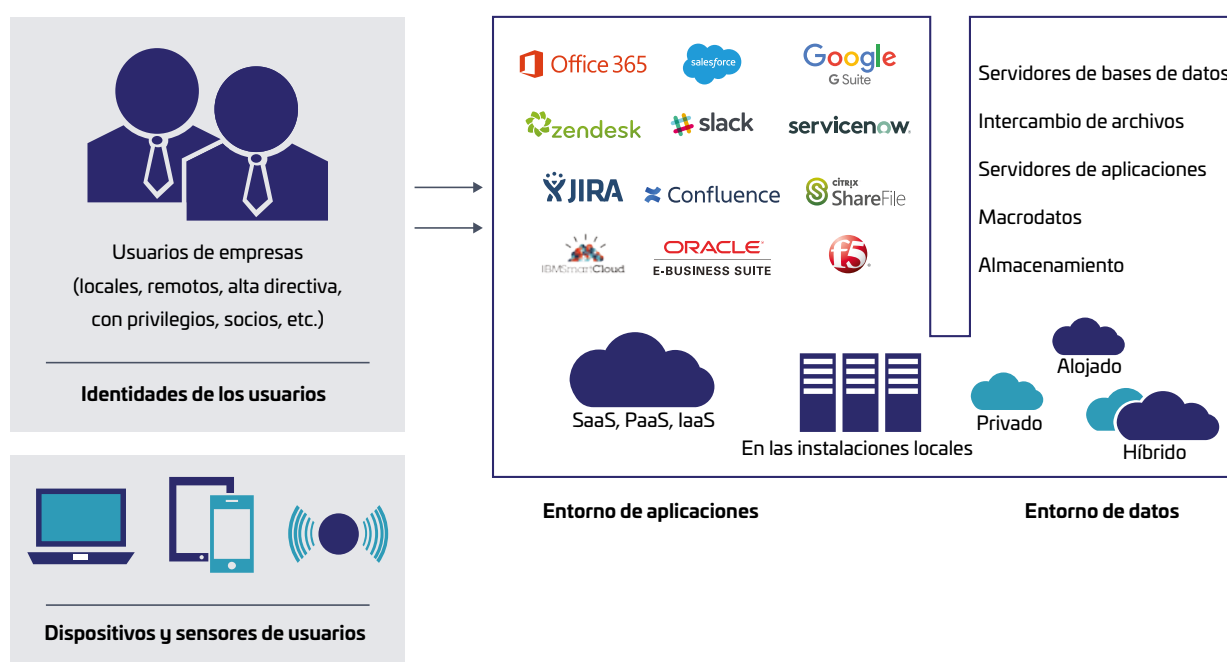 Usuarios de empresas
(locales, remotos, alta directiva,
con privilegios, socios, etc.)
Identidades de los usuarios
Dispositivos y sensores de usuarios
Office 365
salesforce
Google
G Suite
zendesk
slack
servicenow
JIRA
Confluence
CITRIX
ShareFile
IBMSmartCloud
ORACLE
E-BUSINESS SUITE
f5
SaaS, PaaS, IaaS
En las instalaciones locales
Entorno de aplicaciones
Servidores de bases de datos
Intercambio de archivos
Servidores de aplicaciones
Macrodatos
Almacenamiento
Alojado
Privado
Híbrido
Entorno de datos